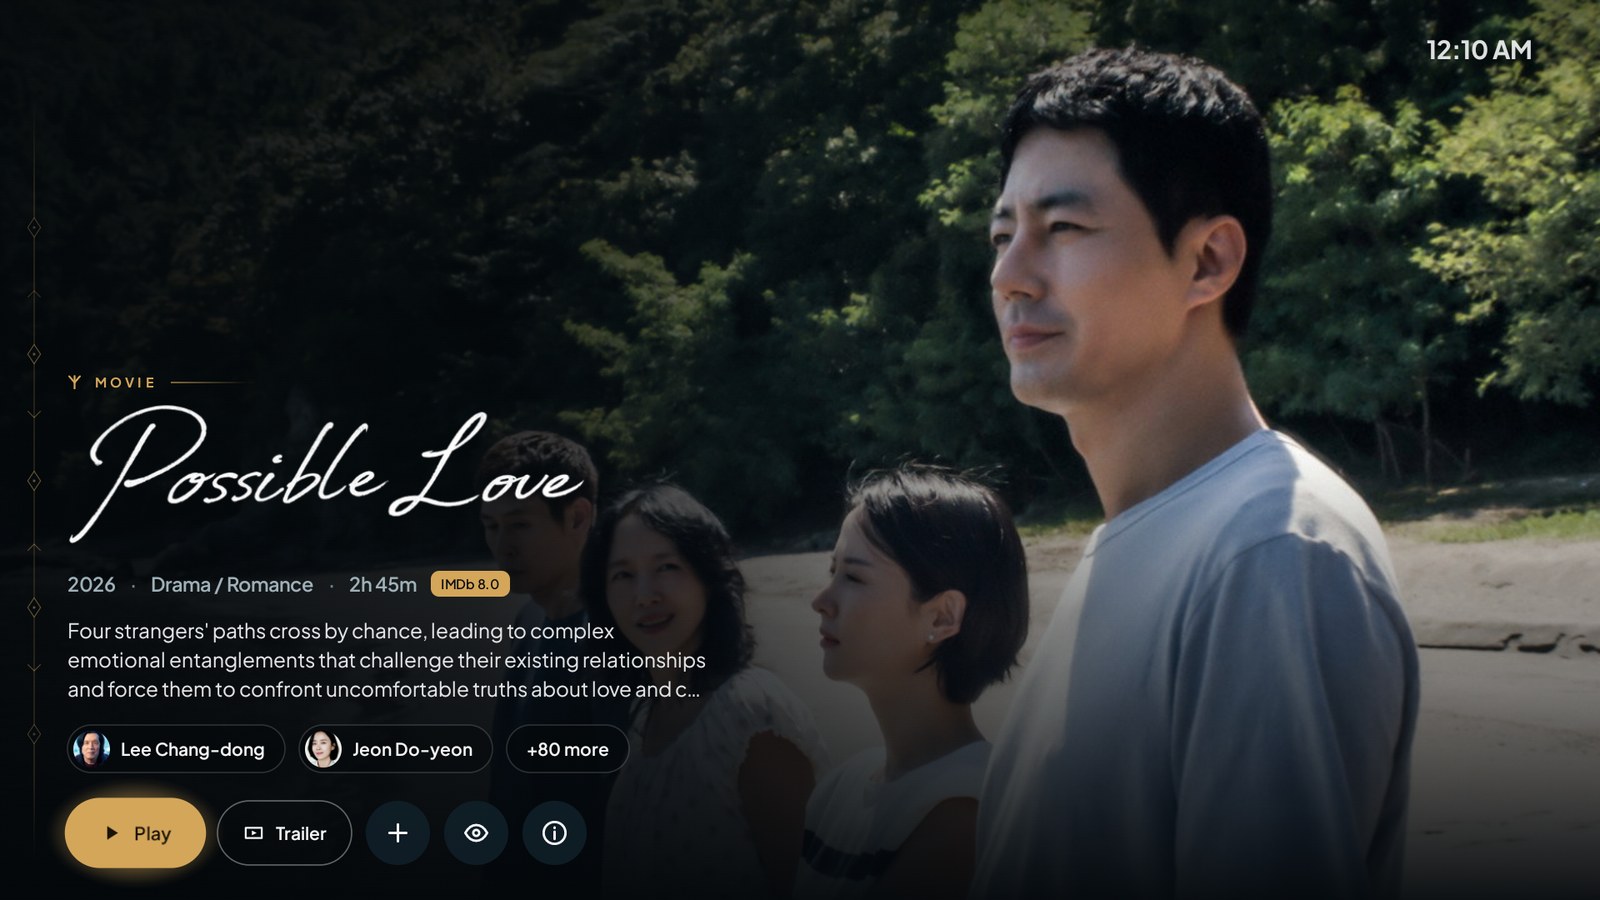 12:10 AM
MOVIE
Possible Love
2026 · Drama / Romance · 2h 45m IMDb 8.0
Four strangers' paths cross by chance, leading to complex
emotional entanglements that challenge their existing relationships
and force them to confront uncomfortable truths about love and c...
Lee Chang-dong Jeon Do-yeon +80 more
Play Trailer